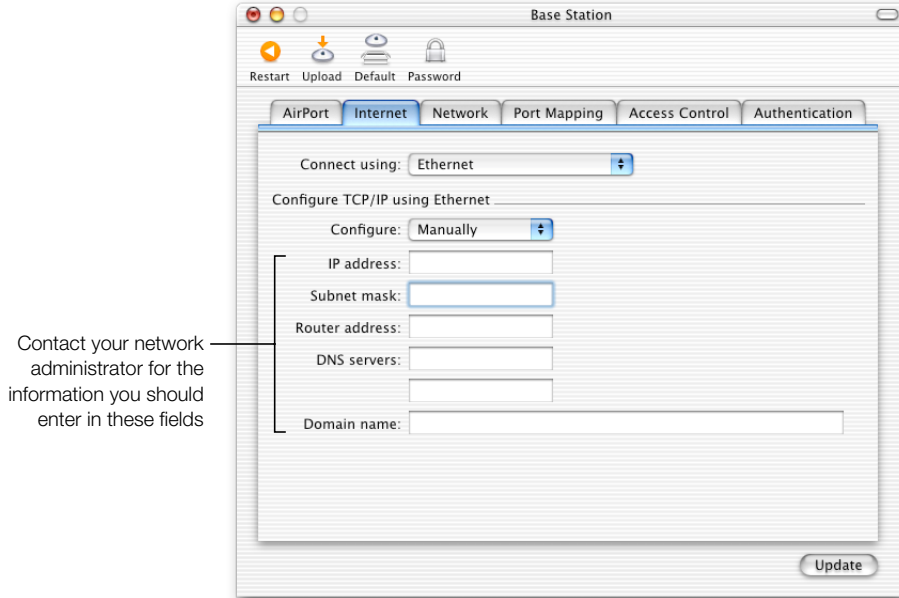 Base Station
Restart Upload Default Password
AirPort Internet Network Port Mapping Access Control Authentication
Connect using: Ethernet
Configure TCP/IP using Ethernet
Configure: Manually
IP address:
Subnet mask:
Router address:
DNS servers:
Domain name:
Contact your network
administrator for the
information you should
enter in these fields
Update